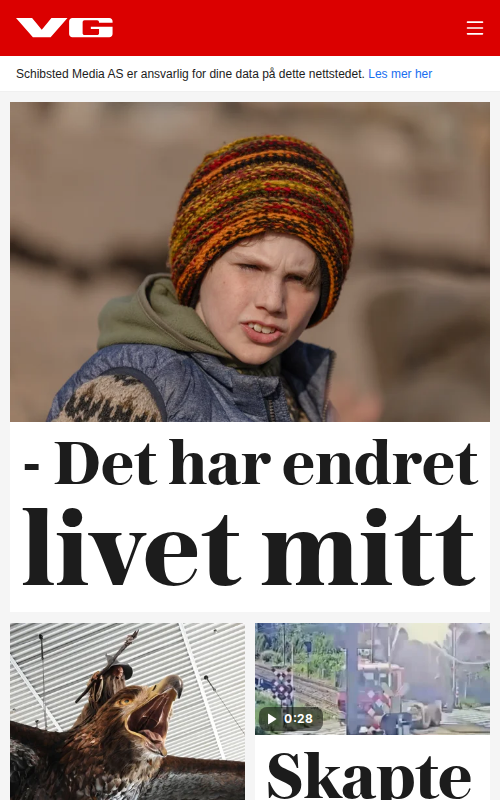 VG
Schibsted Media AS er ansvarlig for dine data på dette nettstedet. Les mer her
- Det har endret
livet mitt
0:28
Skapte